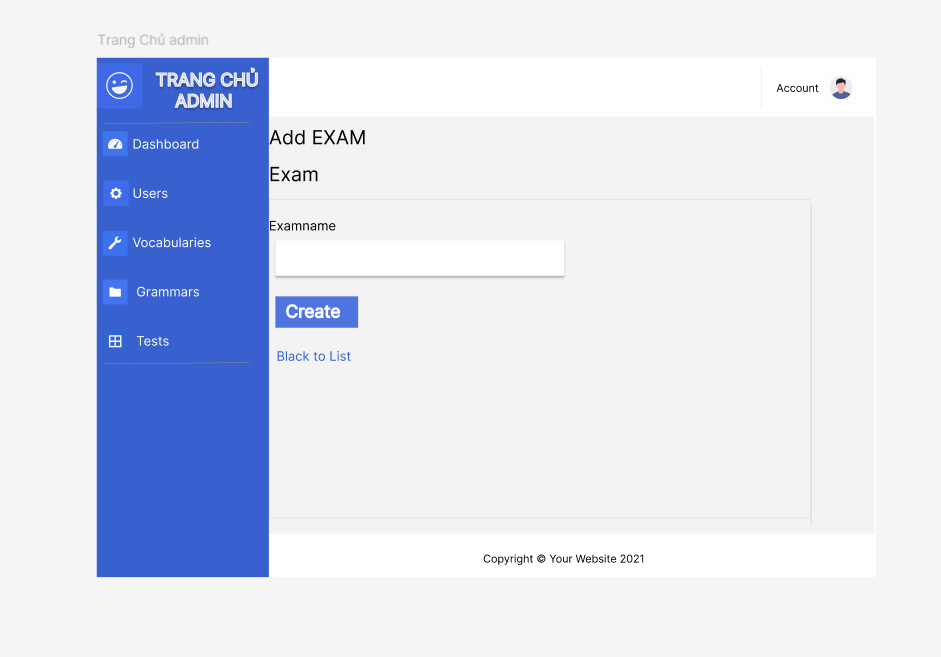 Trang Chủ admin
TRANG CHỦ
ADMIN
Account
Dashboard
Users
Vocabularies
Grammars
Tests
Add EXAM
Exam
Examname
Create
Black to List
Copyright © Your Website 2021